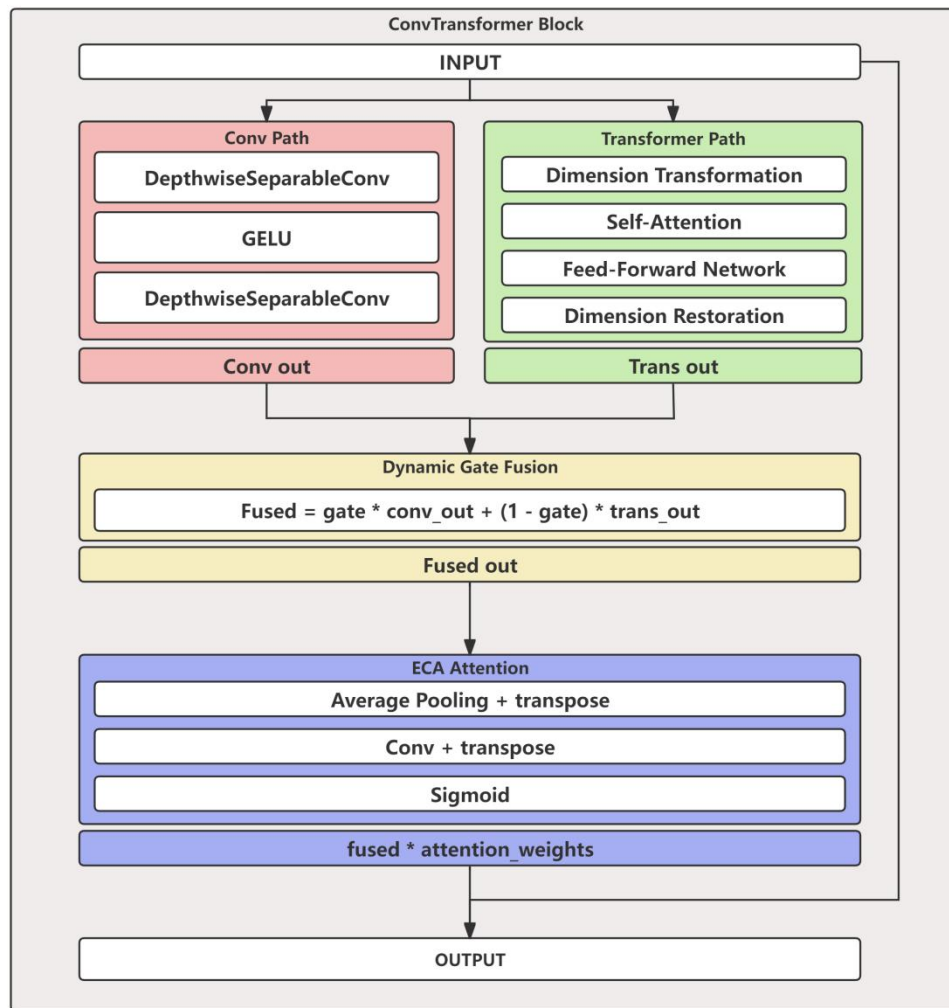 ConvTransformer Block
INPUT
Conv Path
DepthwiseSeparableConv
GELU
DepthwiseSeparableConv
Conv out
Transformer Path
Dimension Transformation
Self-Attention
Feed-Forward Network
Dimension Restoration
Trans out
Dynamic Gate Fusion
Fused = gate * conv_out + (1 - gate) * trans_out
Fused out
ECA Attention
Average Pooling + transpose
Conv + transpose
Sigmoid
fused * attention_weights
OUTPUT